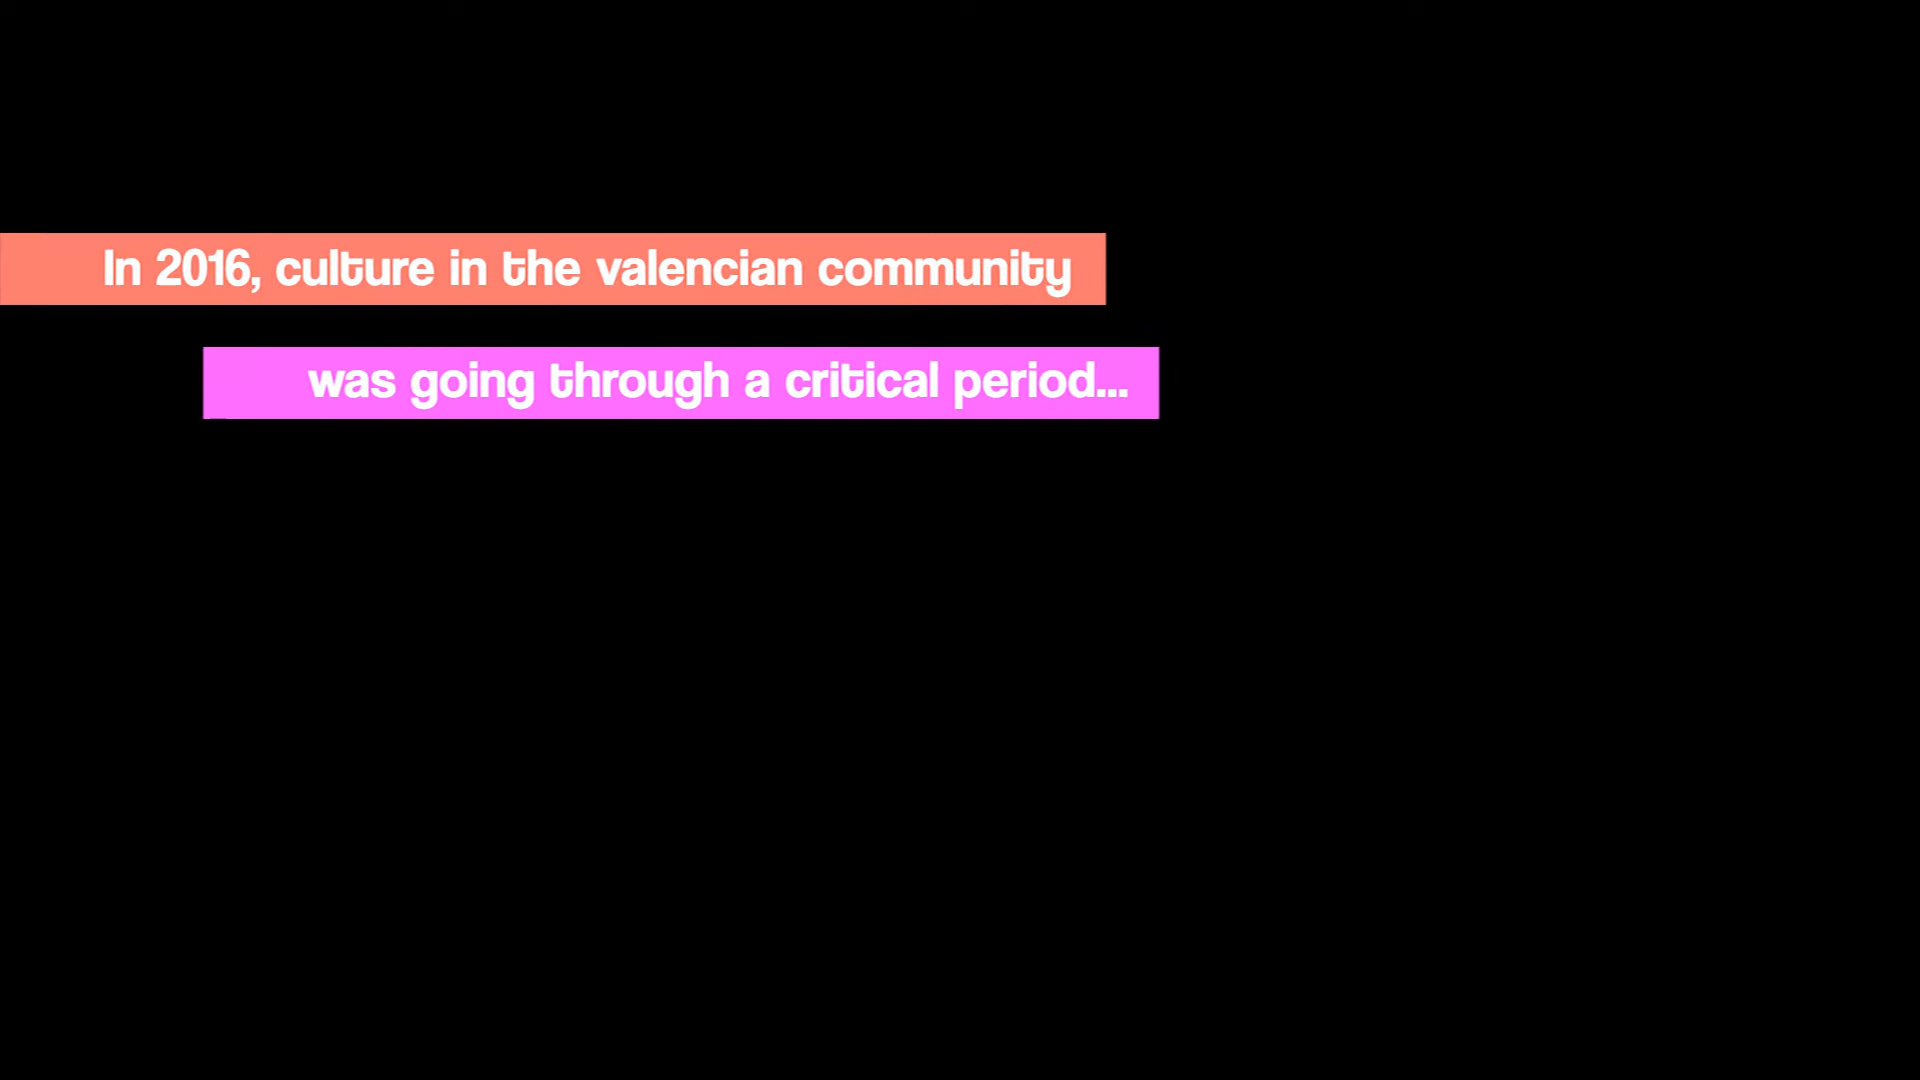 In 2016, culture in the valencian community
was going through a critical period...